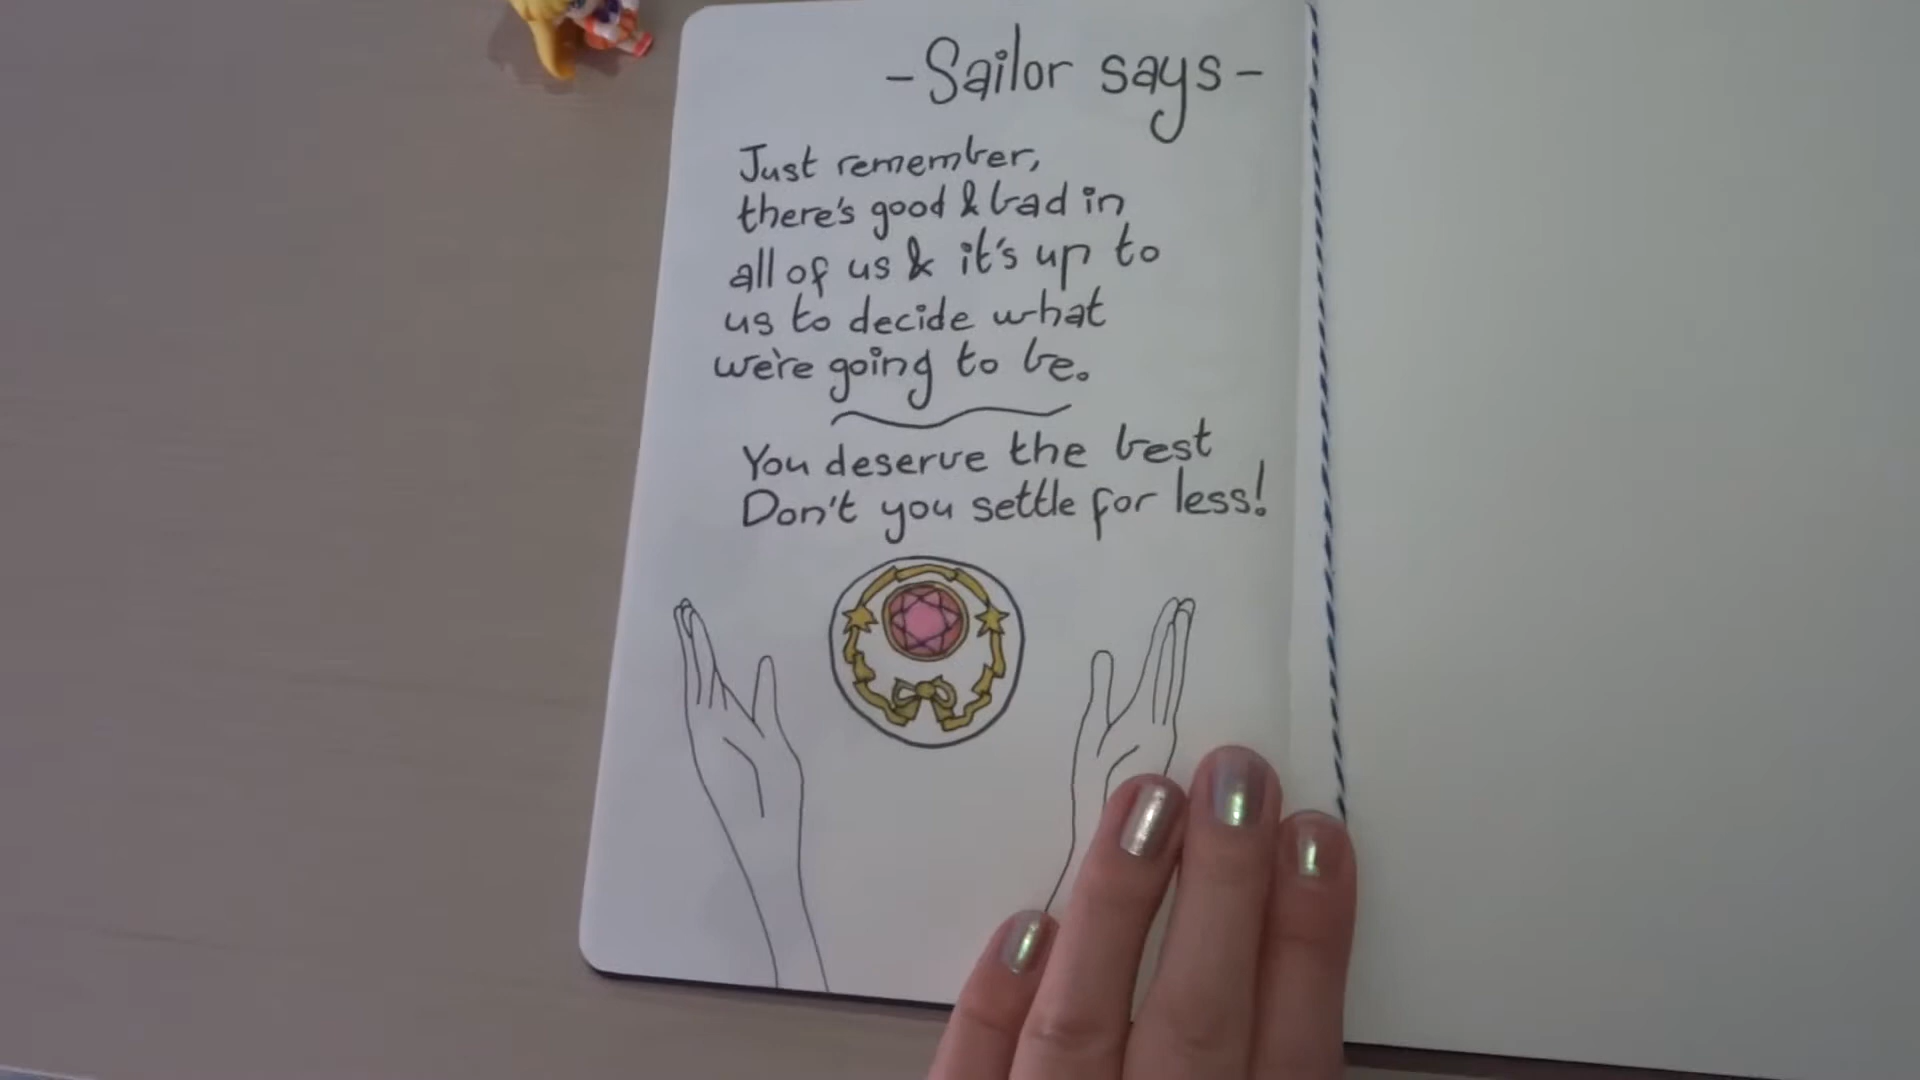 -Sailor says-
Just remember,
there's good & bad in
all of us & it's up to
us to decide what
we're going to be.
You deserve the best
Don't you settle for less!